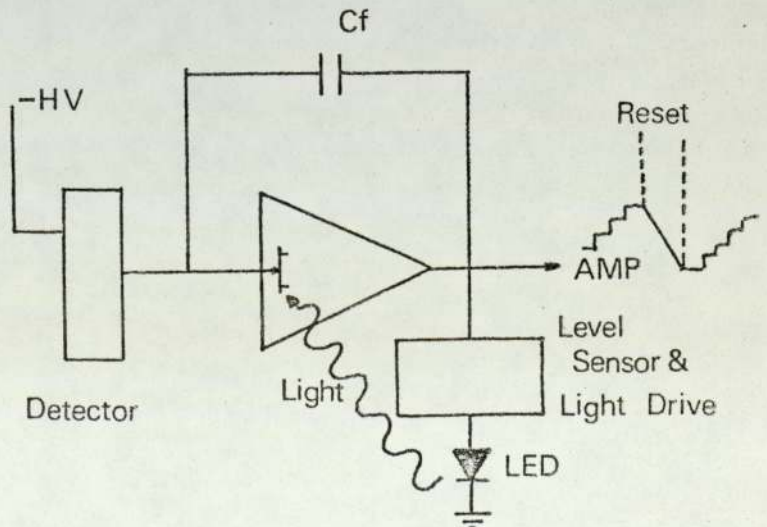 Cf
-HV
Reset
AMP
Level
Sensor &
Light Drive
Light
Detector
LED